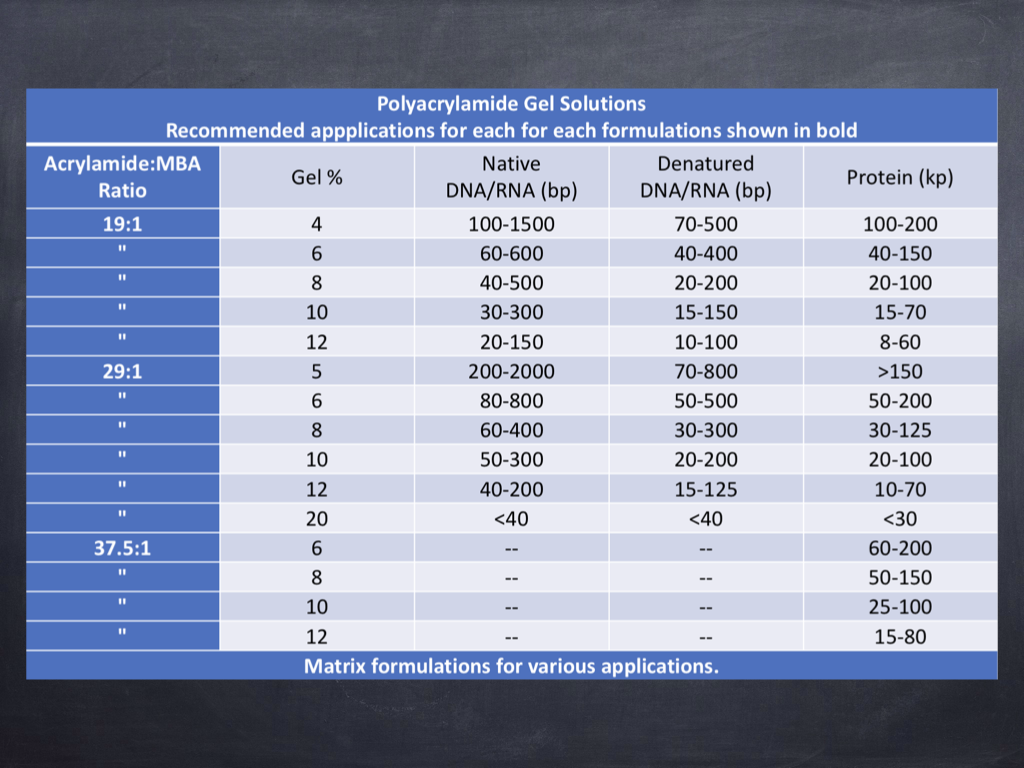 Polyacrylamide Gel Solutions
Recommended appplications for each for each formulations shown in bold
Acrylamide:MBA Ratio Gel % Native DNA/RNA (bp) Denatured DNA/RNA (bp) Protein (kp)
19:1 4 100-1500 70-500 100-200
" 6 60-600 40-400 40-150
" 8 40-500 20-200 20-100
" 10 30-300 15-150 15-70
" 12 20-150 10-100 8-60
29:1 5 200-2000 70-800 >150
" 6 80-800 50-500 50-200
" 8 60-400 30-300 30-125
" 10 50-300 20-200 20-100
" 12 40-200 15-125 10-70
" 20 <40 <40 <30
37.5:1 6 -- -- 60-200
" 8 -- -- 50-150
" 10 -- -- 25-100
" 12 -- -- 15-80
Matrix formulations for various applications.